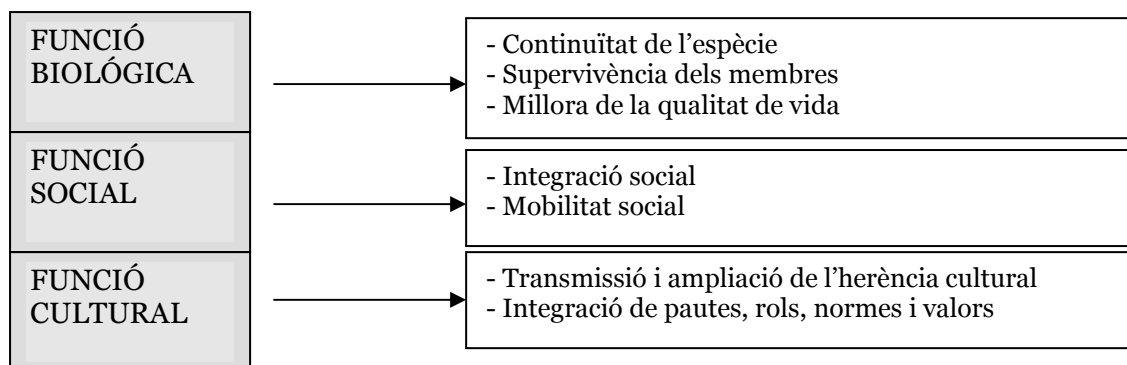 FUNCIÓ
BIOLÓGICA
- Continuïtat de l’espècie
- Supervivència dels membres
- Millora de la qualitat de vida
FUNCIÓ
SOCIAL
- Integració social
- Mobilitat social
FUNCIÓ
CULTURAL
- Transmissió i ampliació de l’herència cultural
- Integració de pautes, rols, normes i valors